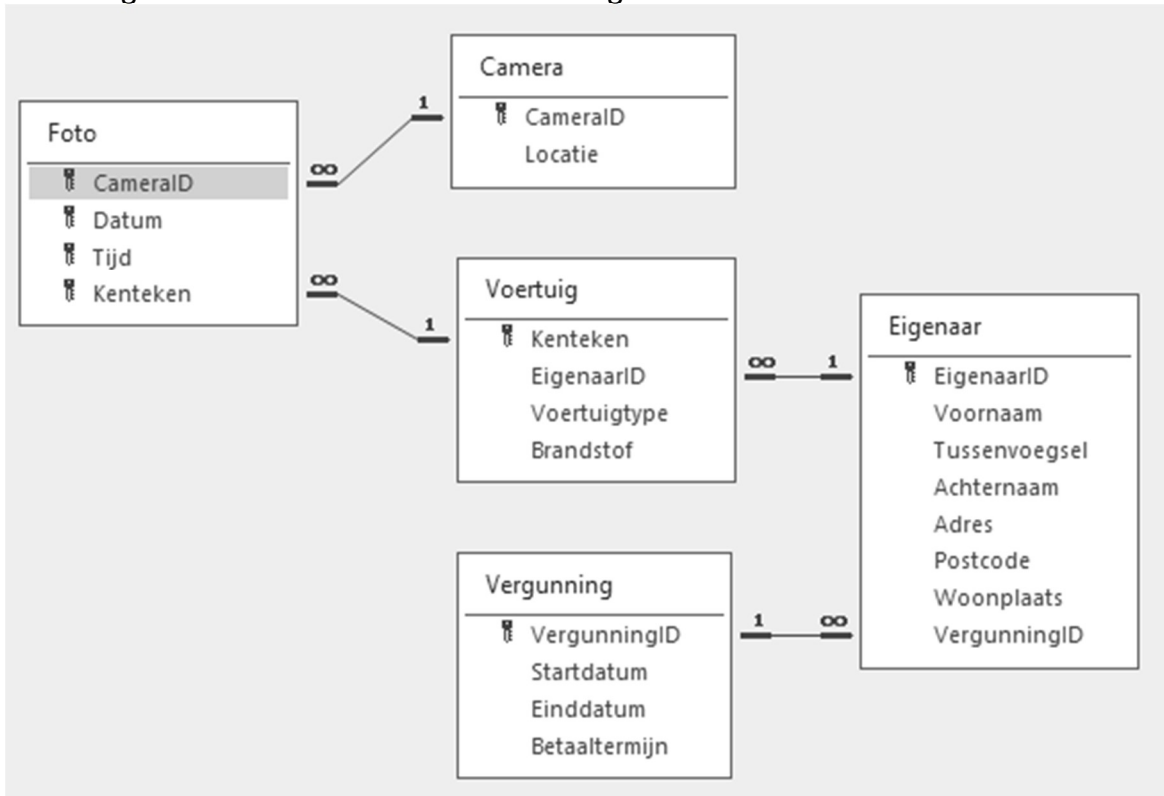 Foto
CameraID
Datum
Tijd
Kenteken
∞
1
∞
1
Camera
CameraID
Locatie
Voertuig
Kenteken
EigenaarID
Voertuigtype
Brandstof
∞ 1
Vergunning
VergunningID
Startdatum
Einddatum
Betaaltermijn
1 ∞
Eigenaar
EigenaarID
Voornaam
Tussenvoegsel
Achternaam
Adres
Postcode
Woonplaats
VergunningID